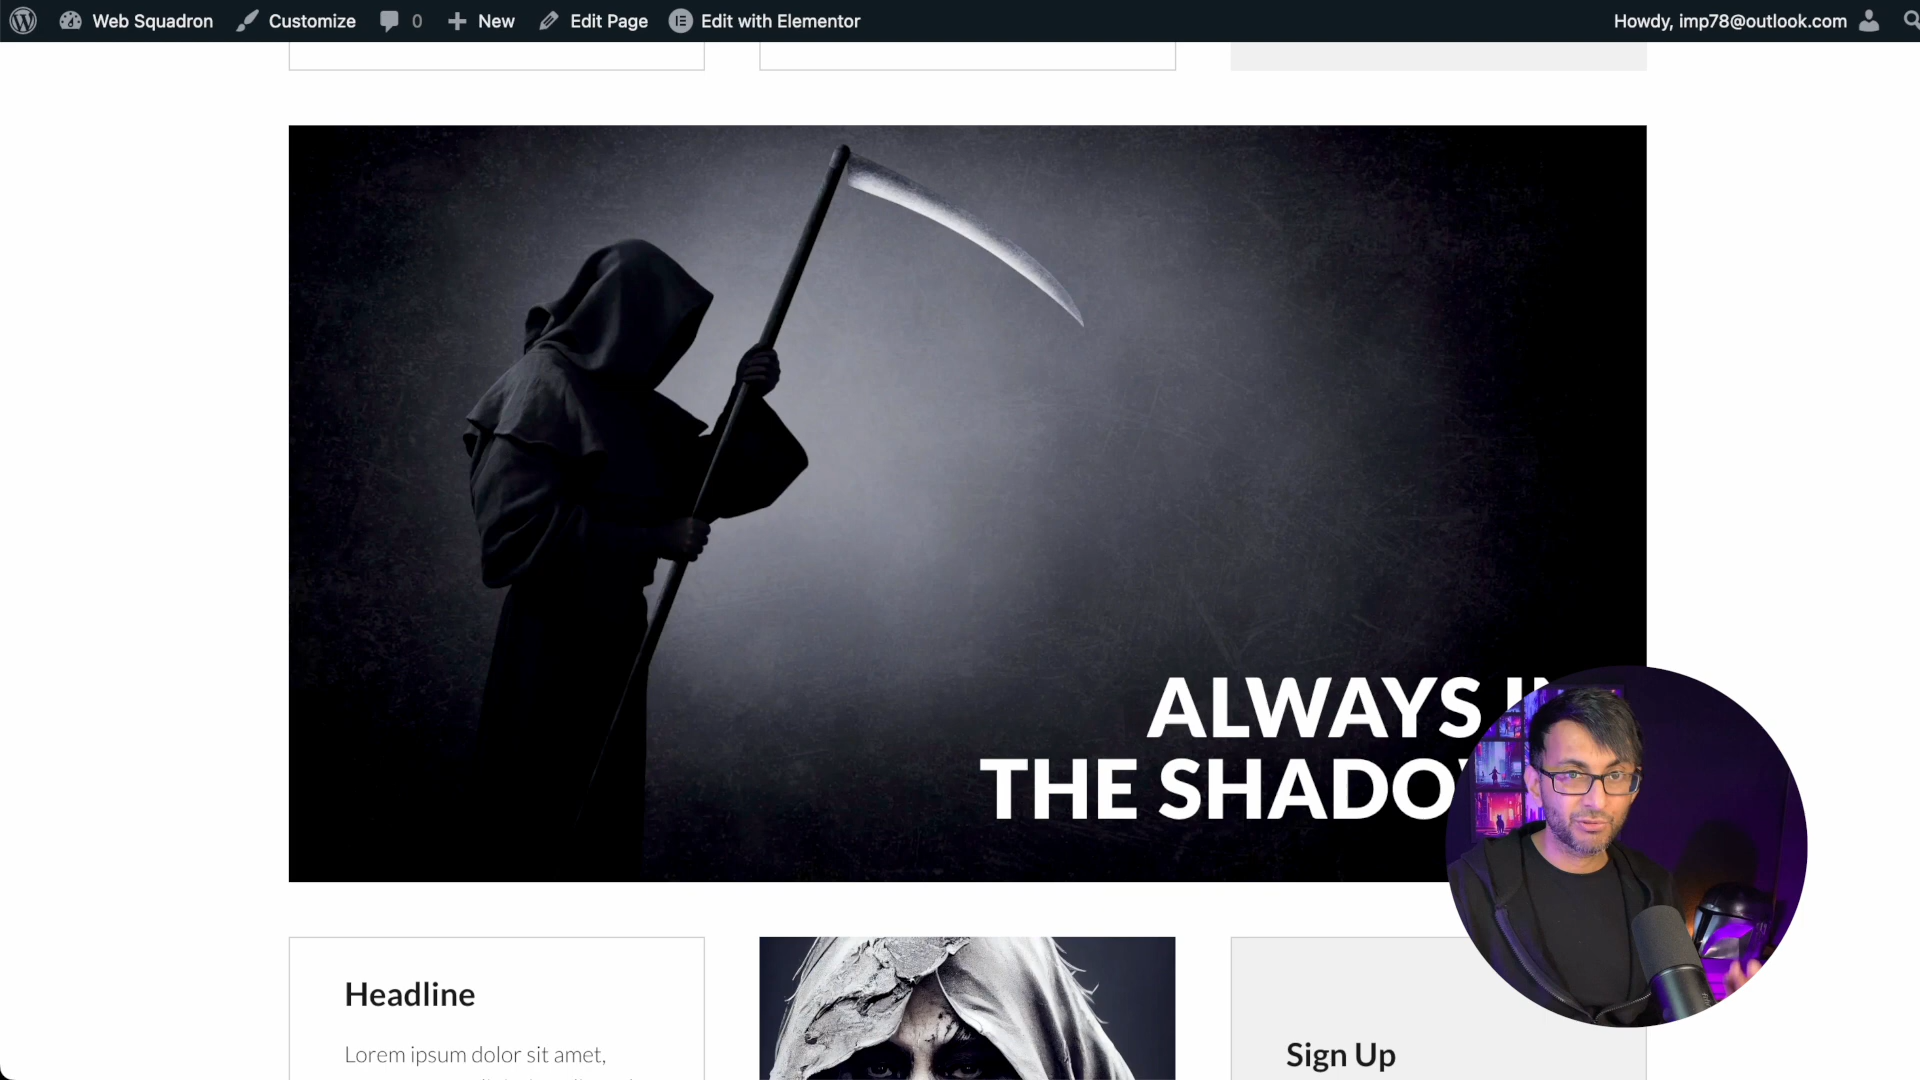 Web Squadron Customize 0 New Edit Page Edit with Elementor Howdy, imp78@outlook.com
ALWAYS
THE
Headline
Lorem ipsum dolor sit amet,
Sign Up